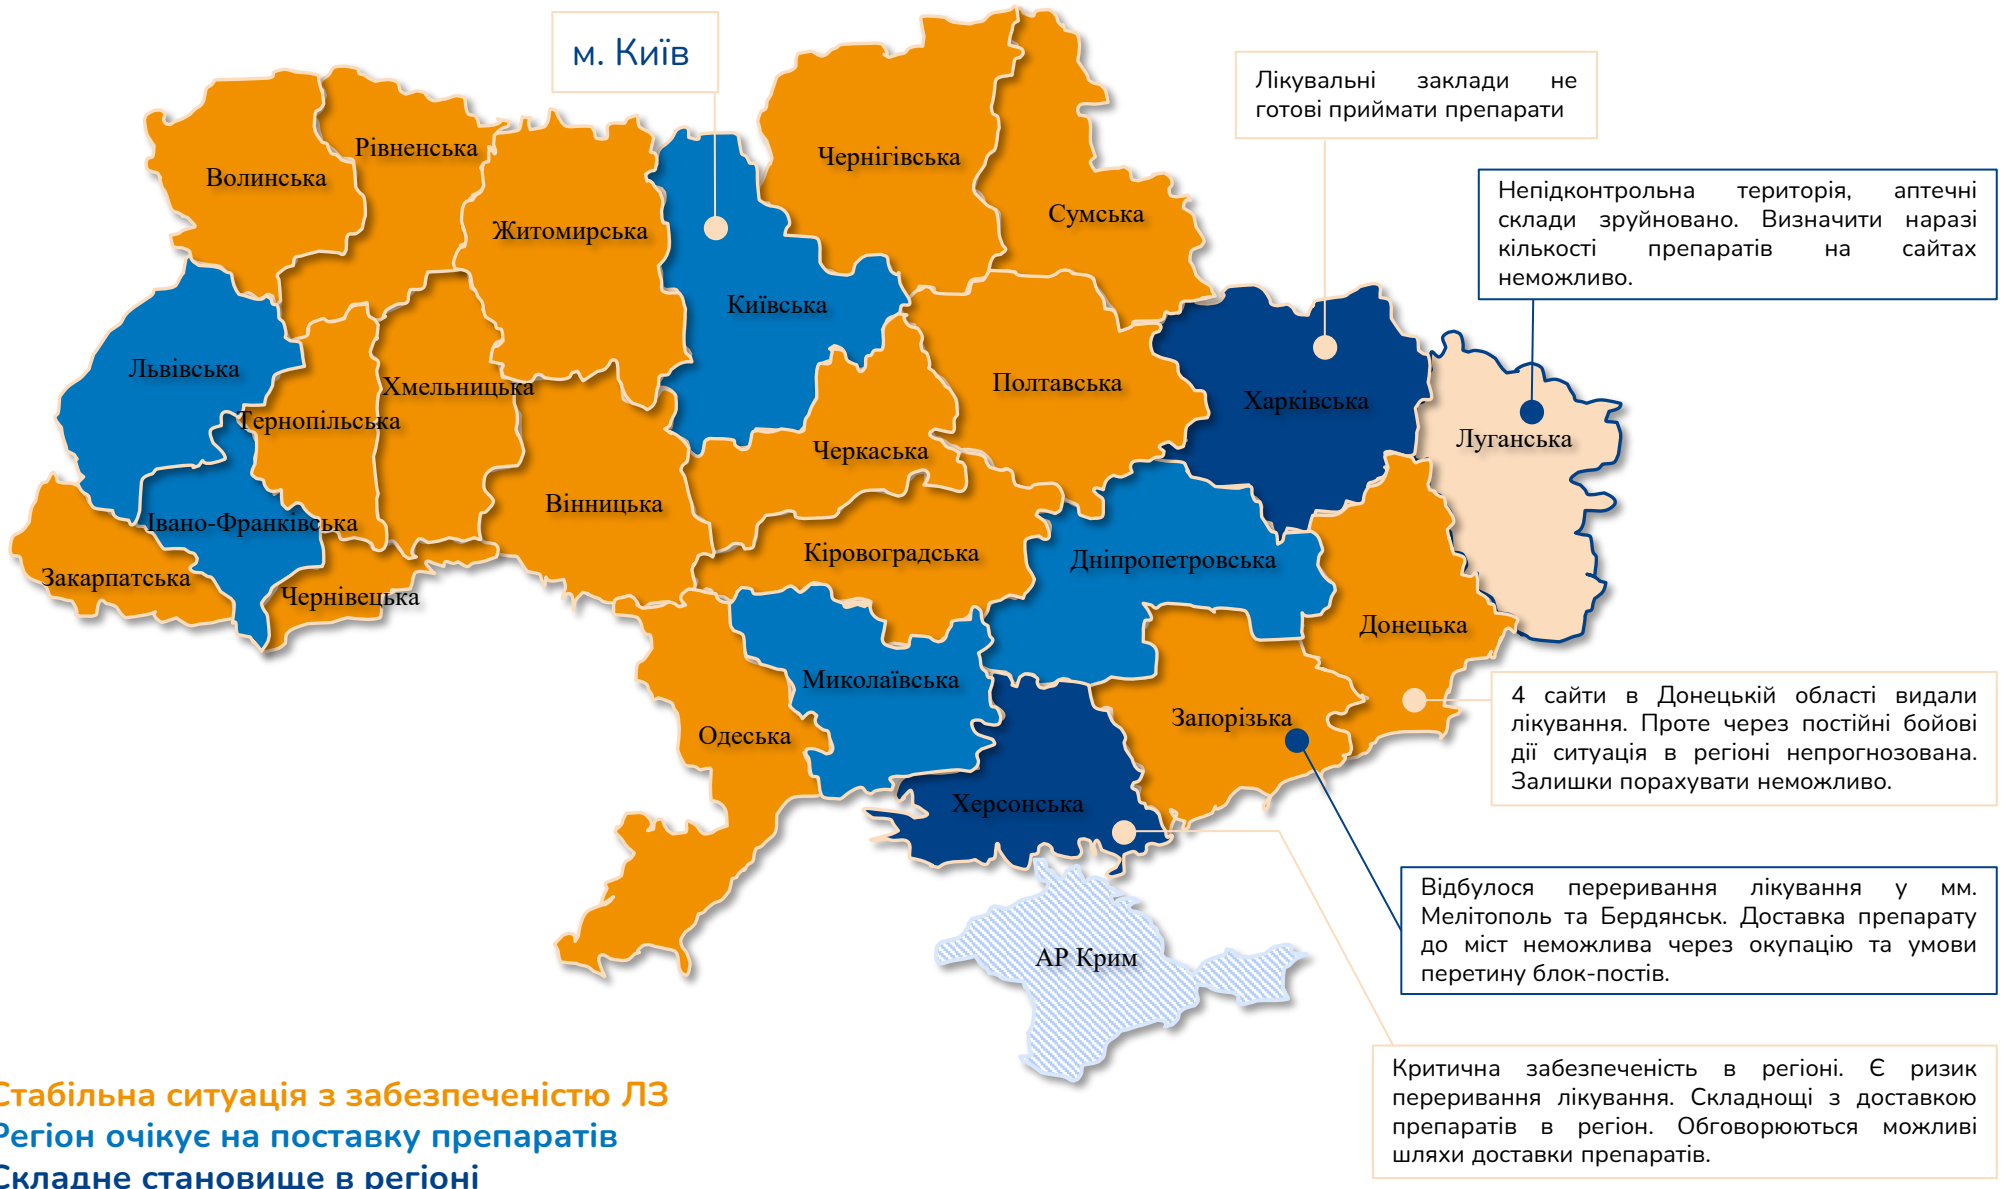 м. Київ
Лікувальні заклади не
готові приймати препарати
Непідконтрольна територія, аптечні
склади зруйновано. Визначити наразі
кількості препаратів на сайтах
неможливо.
Рівненська
Волинська
Чернігівська
Сумська
Житомирська
Київська
Львівська
Хмельницька
Тернопільська
Полтавська
Харківська
Луганська
Черкаська
Вінницька
Івано-Франківська
Кіровоградська
Дніпропетровська
Закарпатська
Чернівецька
Донецька
Миколаївська
Запорізька
Одеська
Херсонська
АР Крим
4 сайти в Донецькій області видали
лікування. Проте через постійні бойові
дії ситуація в регіоні непрогнозована.
Залишки порахувати неможливо.
Відбулося переривання лікування у мм.
Мелітополь та Бердянськ. Доставка препарату
до міст неможлива через окупацію та умови
перетину блок-постів.
Критична забезпеченість в регіоні. Є ризик
переривання лікування. Складнощі з доставкою
препаратів в регіон. Обговорюються можливі
шляхи доставки препаратів.
Стабільна ситуація з забезпеченістю ЛЗ
Регіон очікує на поставку препаратів
Складне становище в регіоні